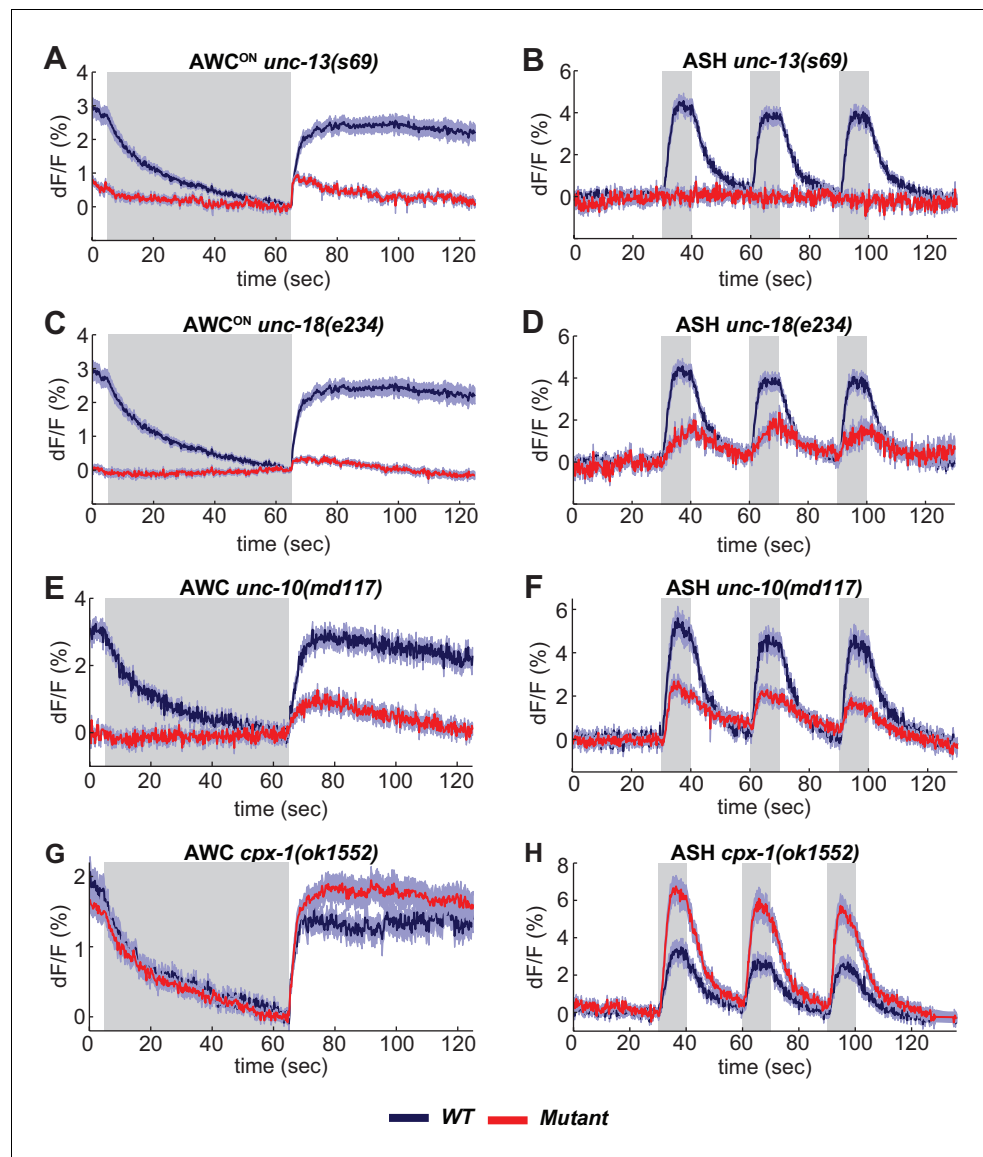 A AWC^ON unc-13(s69)
dF/F (%)
4
3
2
1
0
0 20 40 60 80 100 120
time (sec)
B ASH unc-13(s69)
dF/F (%)
6
4
2
0
-2
0 20 40 60 80 100 120
time (sec)
C AWC^ON unc-18(e234)
dF/F (%)
4
3
2
1
0
0 20 40 60 80 100 120
time (sec)
D ASH unc-18(e234)
dF/F (%)
6
4
2
0
0 20 40 60 80 100 120
time (sec)
E AWC unc-10(md117)
dF/F (%)
4
2
0
0 20 40 60 80 100 120
time (sec)
F ASH unc-10(md117)
dF/F (%)
6
4
2
0
0 20 40 60 80 100 120
time (sec)
G AWC cpx-1(ok1552)
dF/F (%)
2
1
0
0 20 40 60 80 100 120
time (sec)
H ASH cpx-1(ok1552)
dF/F (%)
8
6
4
2
0
0 20 40 60 80 100 120
time (sec)
WT Mutant